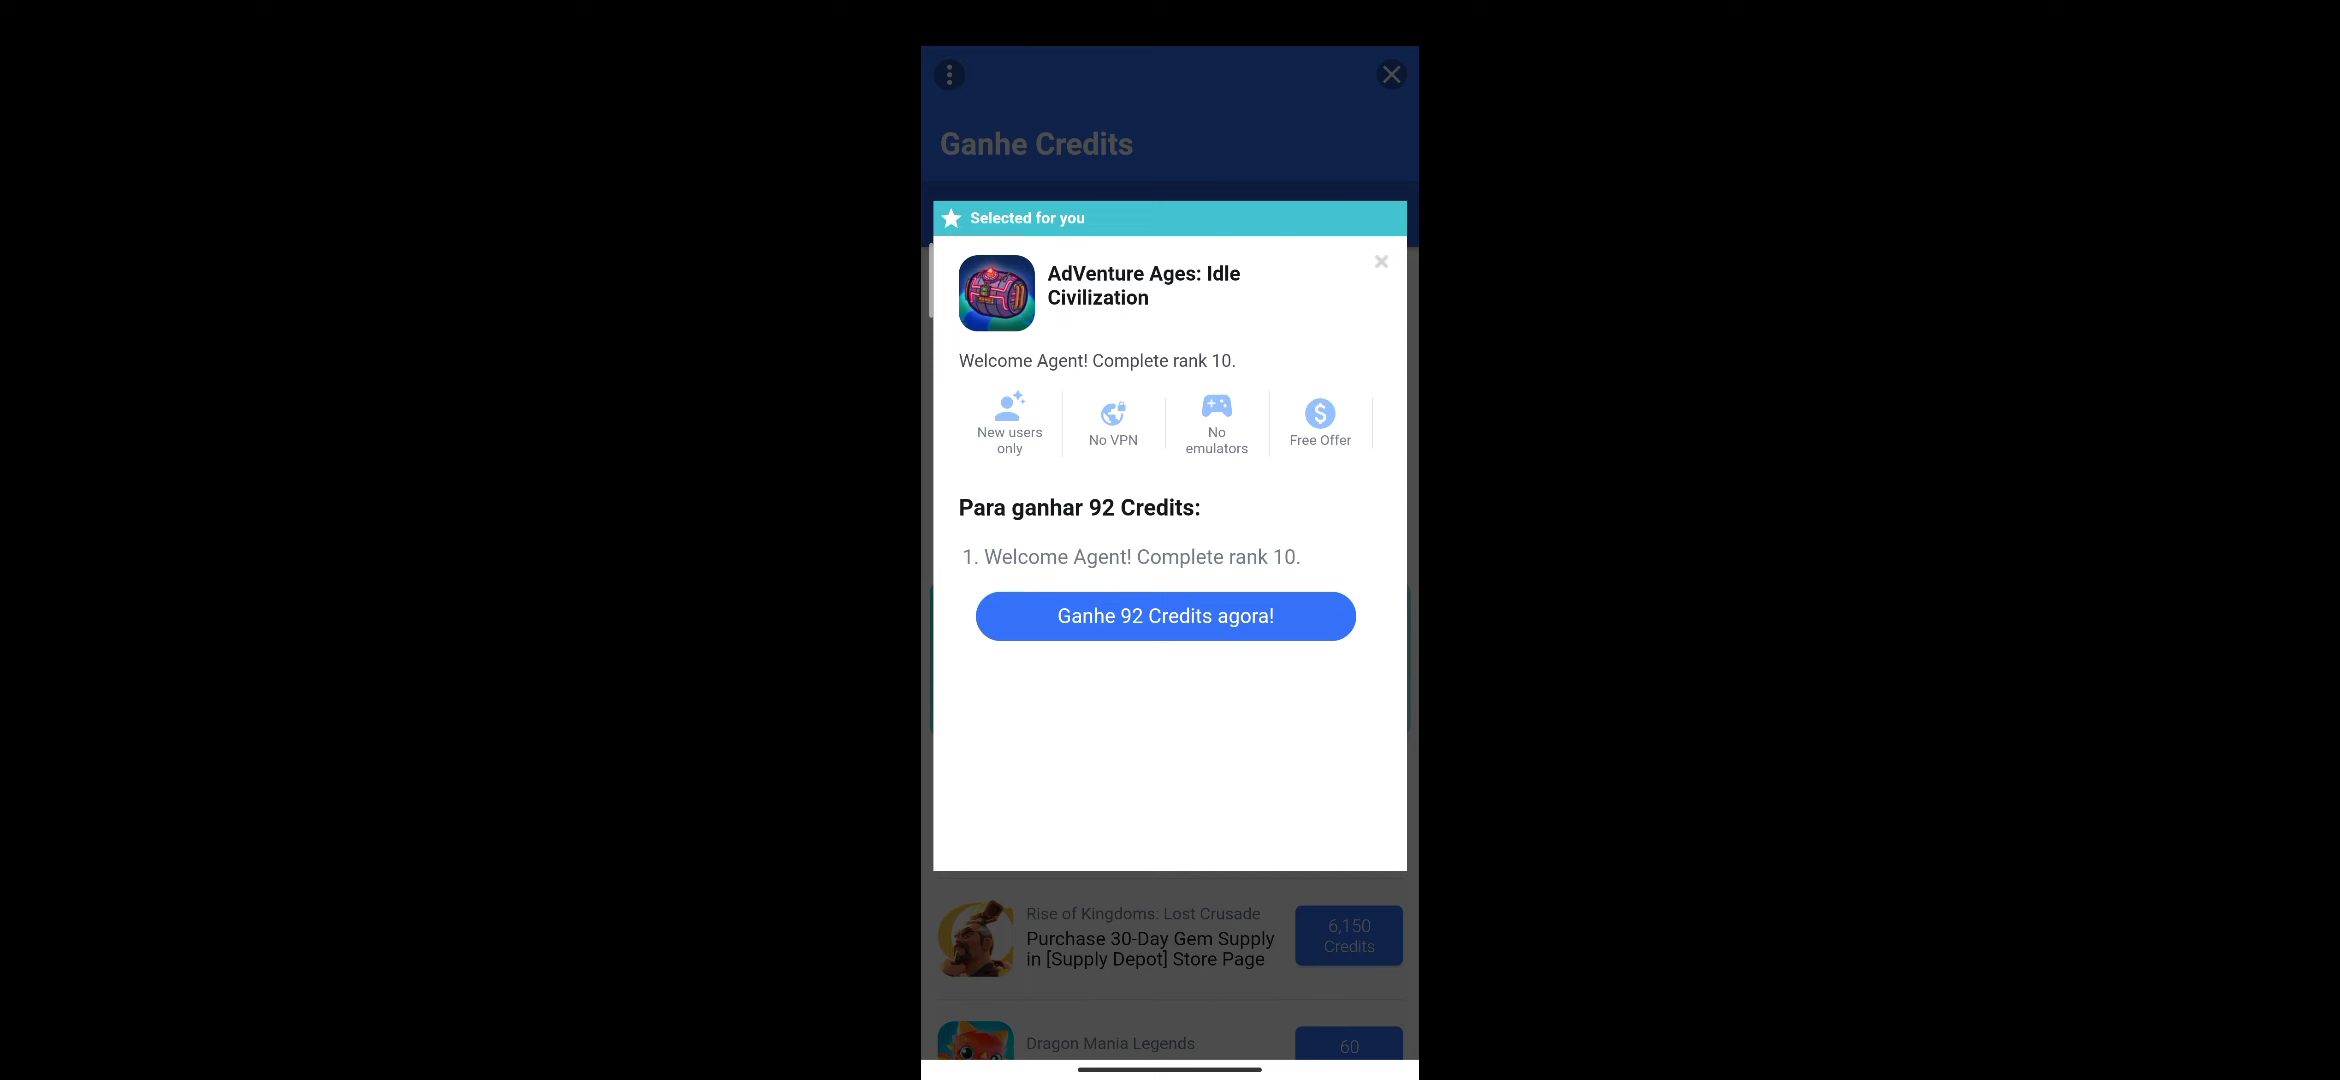 Ganhe Credits
Selected for you
AdVenture Ages: Idle
Civilization
Welcome Agent! Complete rank 10.
New users
only
No VPN
No
emulators
Free Offer
Para ganhar 92 Credits:
1. Welcome Agent! Complete rank 10.
Ganhe 92 Credits agora!
Rise of Kingdoms: Lost Crusade
Purchase 30-Day Gem Supply
in [Supply Depot] Store Page
6,150
Credits
Dragon Mania Legends
60